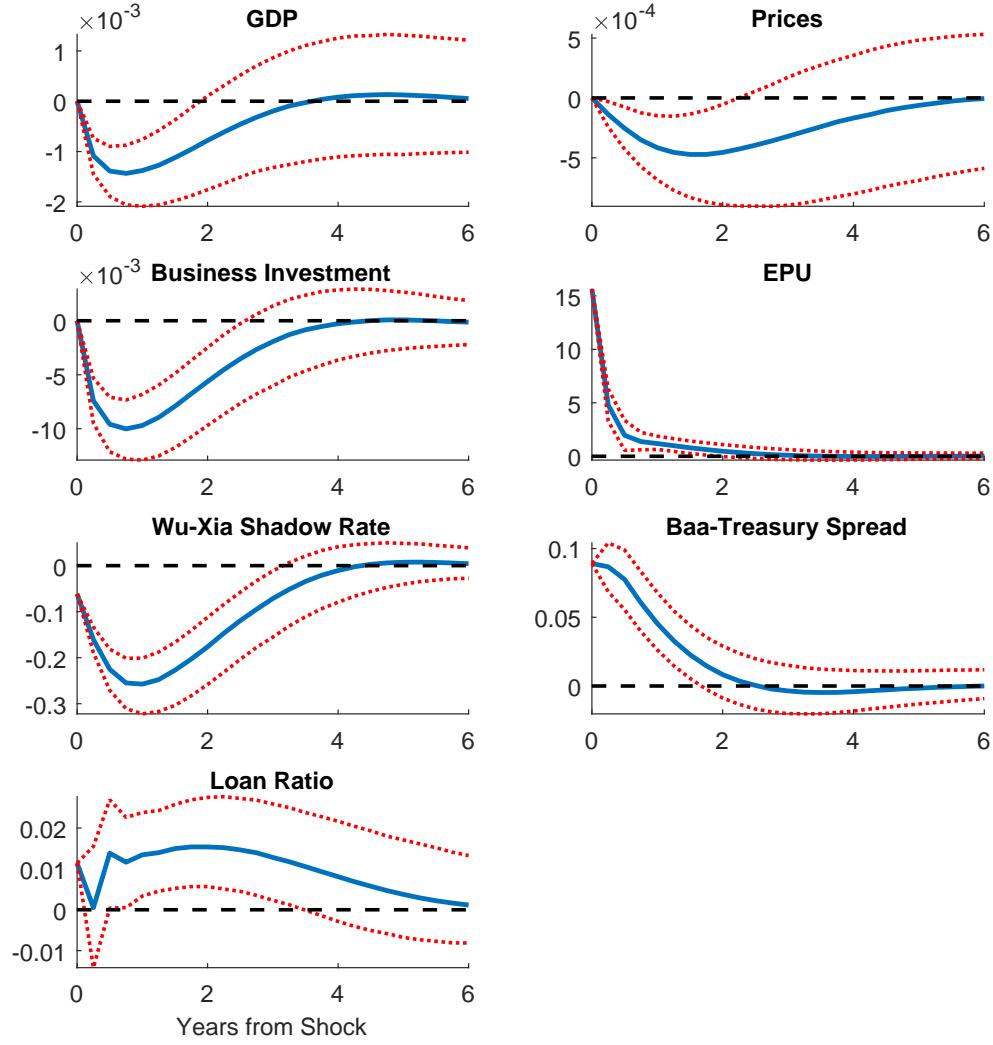 ×10^-3
GDP
1
0
-1
-2
0 2 4 6
×10^-4
Prices
5
0
-5
0 2 4 6
×10^-3
Business Investment
0
-5
-10
0 2 4 6
EPU
15
10
5
0
0 2 4 6
Wu-Xia Shadow Rate
0
-0.1
-0.2
-0.3
0 2 4 6
Baa-Treasury Spread
0.1
0.05
0
0 2 4 6
Loan Ratio
0.02
0.01
0
-0.01
0 2 4 6
Years from Shock